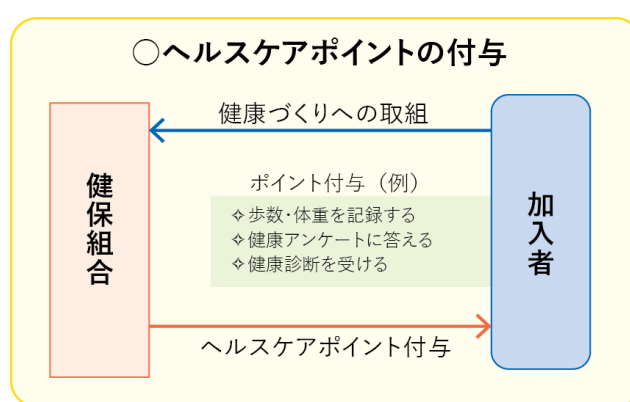 ○ヘルスケアポイントの付与
健康づくりへの取組
健保組合
加入者
ポイント付与（例）
✧歩数・体重を記録する
✧健康アンケートに答える
✧健康診断を受ける
ヘルスケアポイント付与